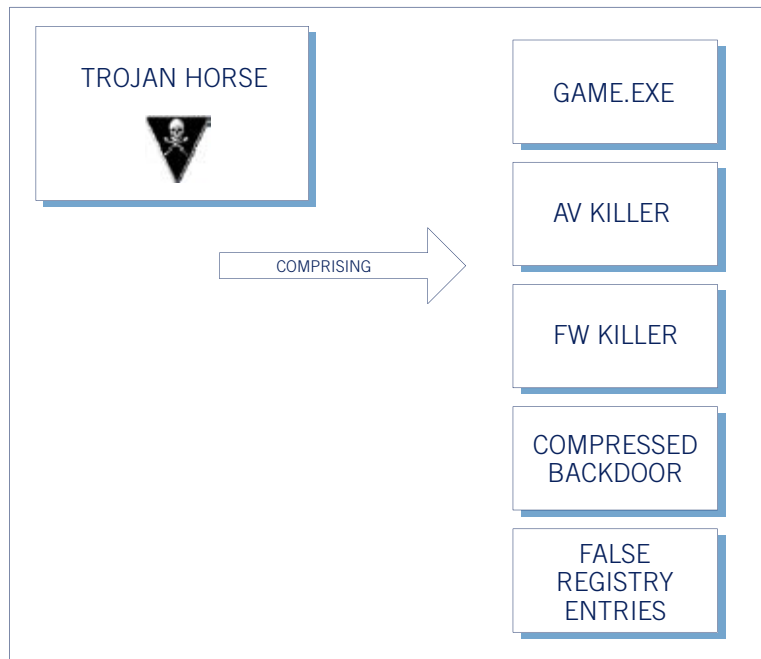 TROJAN HORSE
COMPRISING
GAME.EXE
AV KILLER
FW KILLER
COMPRESSED
BACKDOOR
FALSE
REGISTRY
ENTRIES